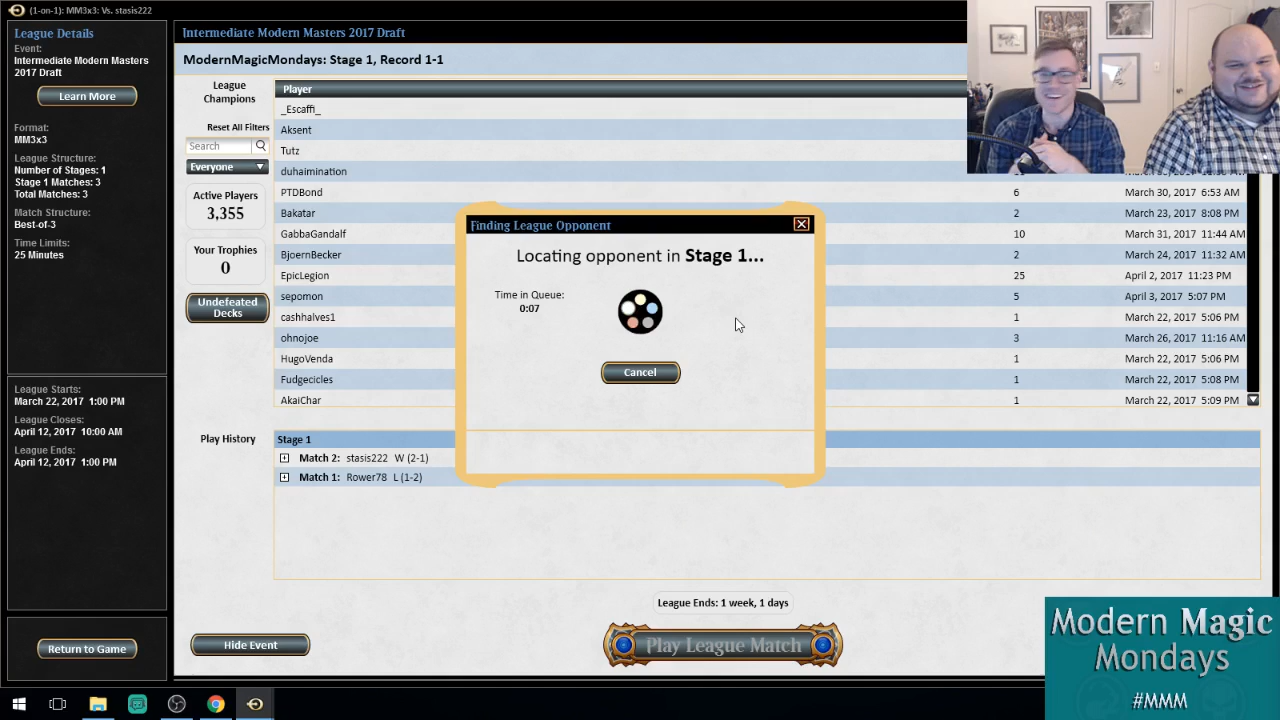 (1-on-1): MM3x3: Vs. stasis222
League Details
Event:
Intermediate Modern Masters
2017 Draft
Learn More
Format:
MM3x3
League Structure:
Number of Stages: 1
Stage 1 Matches: 3
Total Matches: 3
Match Structure:
Best-of-3
Time Limits:
25 Minutes
League Starts:
March 22, 2017 1:00 PM
League Closes:
April 12, 2017 10:00 AM
League Ends:
April 12, 2017 1:00 PM
Return to Game
Intermediate Modern Masters 2017 Draft
ModernMagicMondays: Stage 1, Record 1-1
League
Champions
Reset All Filters
Search
Everyone
Active Players
3,355
Your Trophies
0
Undefeated
Decks
Player
_Escaffi_
Aksent
Tutz
duhaimination
PTDBond 6 March 30, 2017 6:53 AM
Bakatar 2 March 23, 2017 8:08 PM
GabbaGandalf 10 March 31, 2017 11:44 AM
BjoernBecker 2 March 24, 2017 11:32 AM
EpicLegion 25 April 2, 2017 11:23 PM
sepomon 5 April 3, 2017 5:07 PM
cashhalves1 1 March 22, 2017 5:06 PM
ohnojoe 3 March 26, 2017 11:16 AM
HugoVenda 1 March 22, 2017 5:06 PM
Fudgecicles 1 March 22, 2017 5:08 PM
AkaiChar 1 March 22, 2017 5:09 PM
Finding League Opponent
Locating opponent in Stage 1...
Time in Queue:
0:07
Cancel
Play History
Stage 1
Match 2: stasis222 W (2-1)
Match 1: Rower78 L (1-2)
League Ends: 1 week, 1 days
Hide Event
Play League Match
Modern Magic
Mondays
#MMM